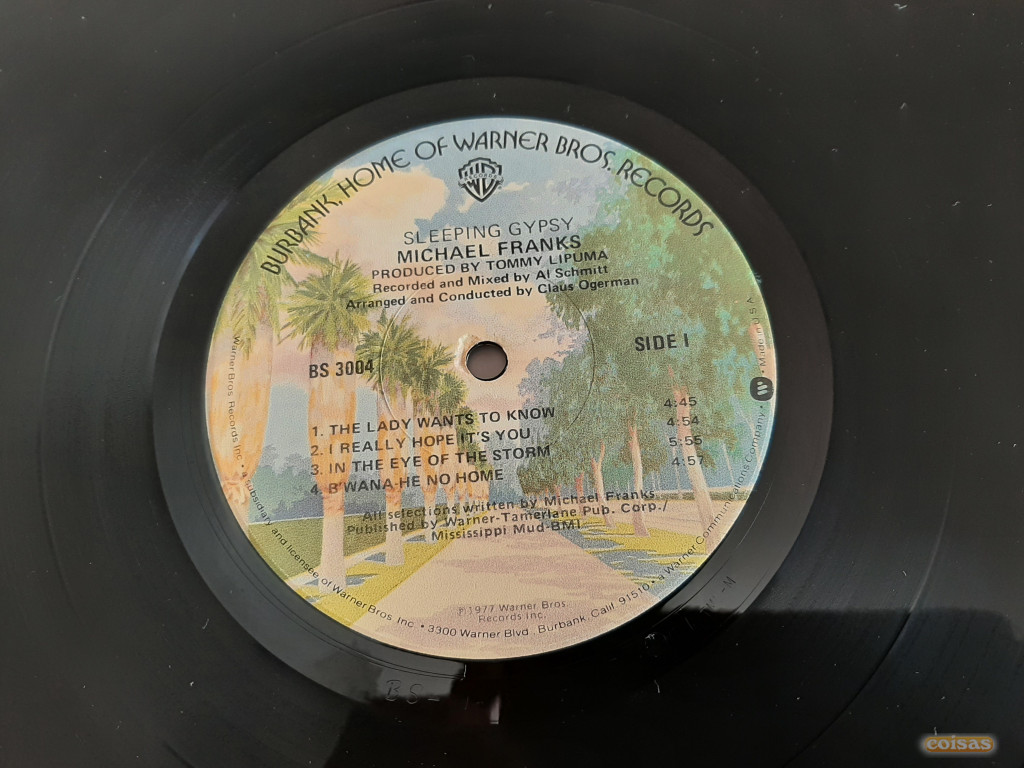 BURBANK, HOME OF WARNER BROS. RECORDS
SLEEPING GYPSY
MICHAEL FRANKS
PRODUCED BY TOMMY LIPUMA
Recorded and Mixed by Al Schmitt
Arranged and Conducted by Claus Ogerman
BS 3004
SIDE 1
1. THE LADY WANTS TO KNOW 4:45
2. I REALLY HOPE IT'S YOU 4:54
3. IN THE EYE OF THE STORM 5:55
4. B'WANA-HE NO HOME 4:57
All selections written by Michael Franks
Published by Warner-Tamerlane Pub. Corp./
Mississippi Mud-BMI
℗1977 Warner Bros.
Records Inc.
Warner Bros. Records Inc. • a subsidiary and licensee of Warner Bros. Inc. • 3300 Warner Blvd., Burbank, Calif. 91510 • a Warner Communications Company • Made in U.S.A.
BS-
coisas